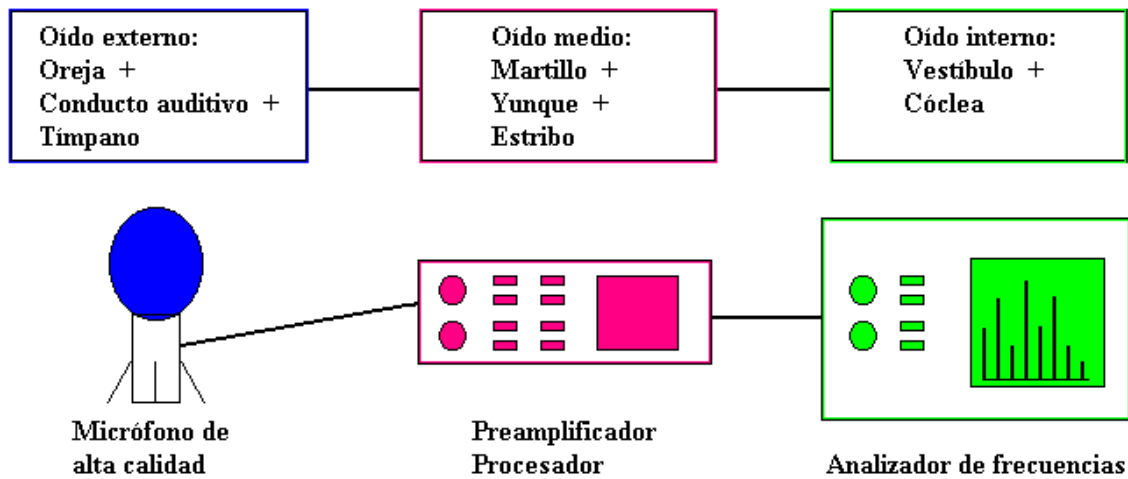 Oído externo:
Oreja +
Conducto auditivo +
Tímpano
Oído medio:
Martillo +
Yunque +
Estribo
Oído interno:
Vestíbulo +
Cóclea
Micrófono de
alta calidad
Preamplificador
Procesador
Analizador de frecuencias